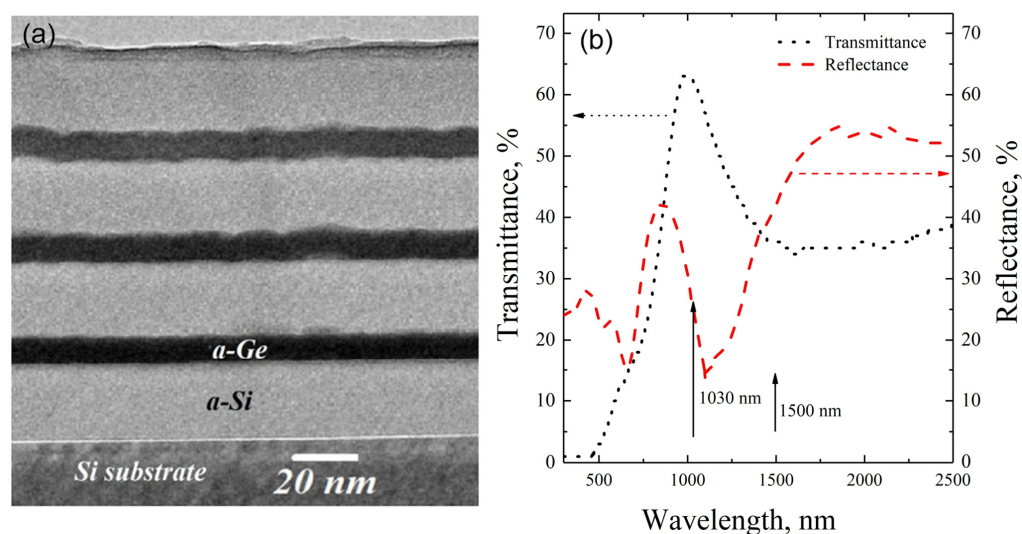 (a)
a-Ge
a-Si
Si substrate
20 nm
(b)
Transmittance
Reflectance
70
60
50
40
30
20
10
0
Transmittance, %
70
60
50
40
30
20
10
0
Reflectance, %
1030 nm
1500 nm
500
1000
1500
2000
2500
Wavelength, nm